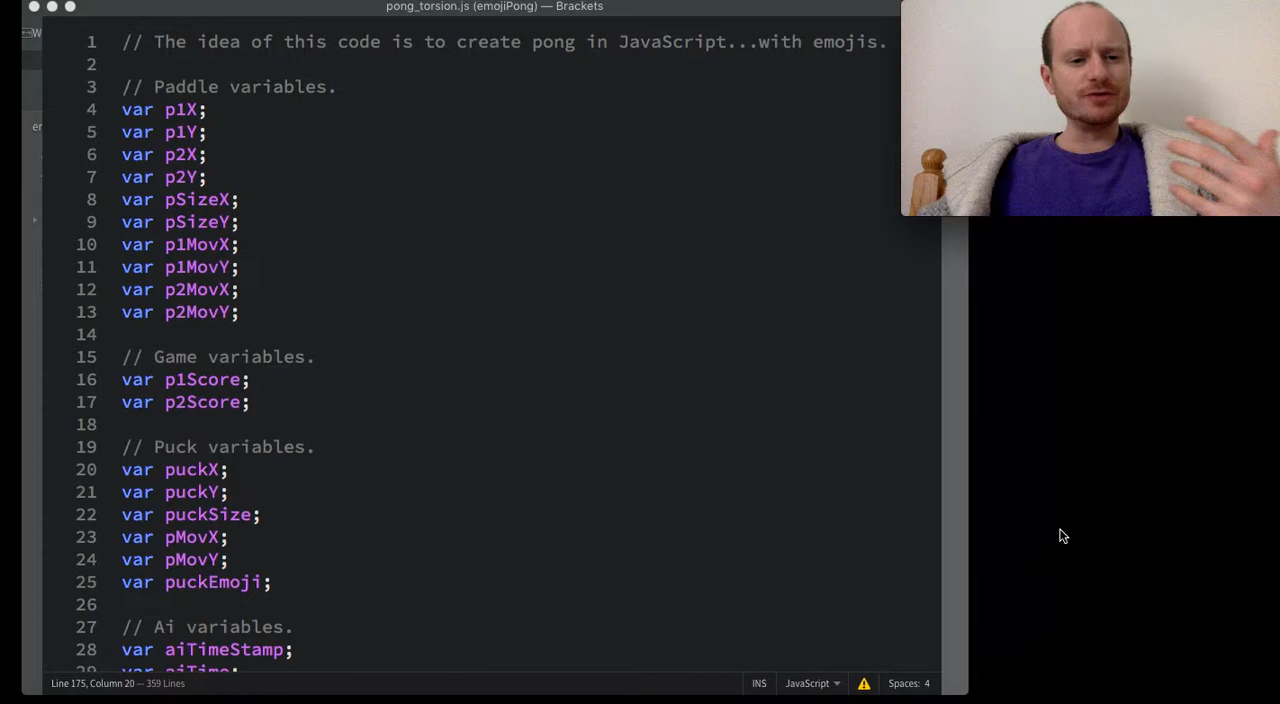 pong_torsion.js (emojiPong) — Brackets
W
er
1 // The idea of this code is to create pong in JavaScript...with emojis.
2
3 // Paddle variables.
4 var p1X;
5 var p1Y;
6 var p2X;
7 var p2Y;
8 var pSizeX;
9 var pSizeY;
10 var p1MovX;
11 var p1MovY;
12 var p2MovX;
13 var p2MovY;
14
15 // Game variables.
16 var p1Score;
17 var p2Score;
18
19 // Puck variables.
20 var puckX;
21 var puckY;
22 var puckSize;
23 var pMovX;
24 var pMovY;
25 var puckEmoji;
26
27 // Ai variables.
28 var aiTimeStamp;
29 var aiTime;
Line 175, Column 20 — 359 Lines
INS
JavaScript
Spaces: 4